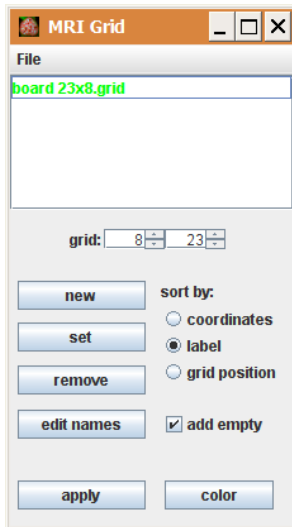 MRI Grid
File
board 23x8.grid
grid: 8 23
new
sort by:
coordinates
set
label
remove
grid position
edit names
add empty
apply
color